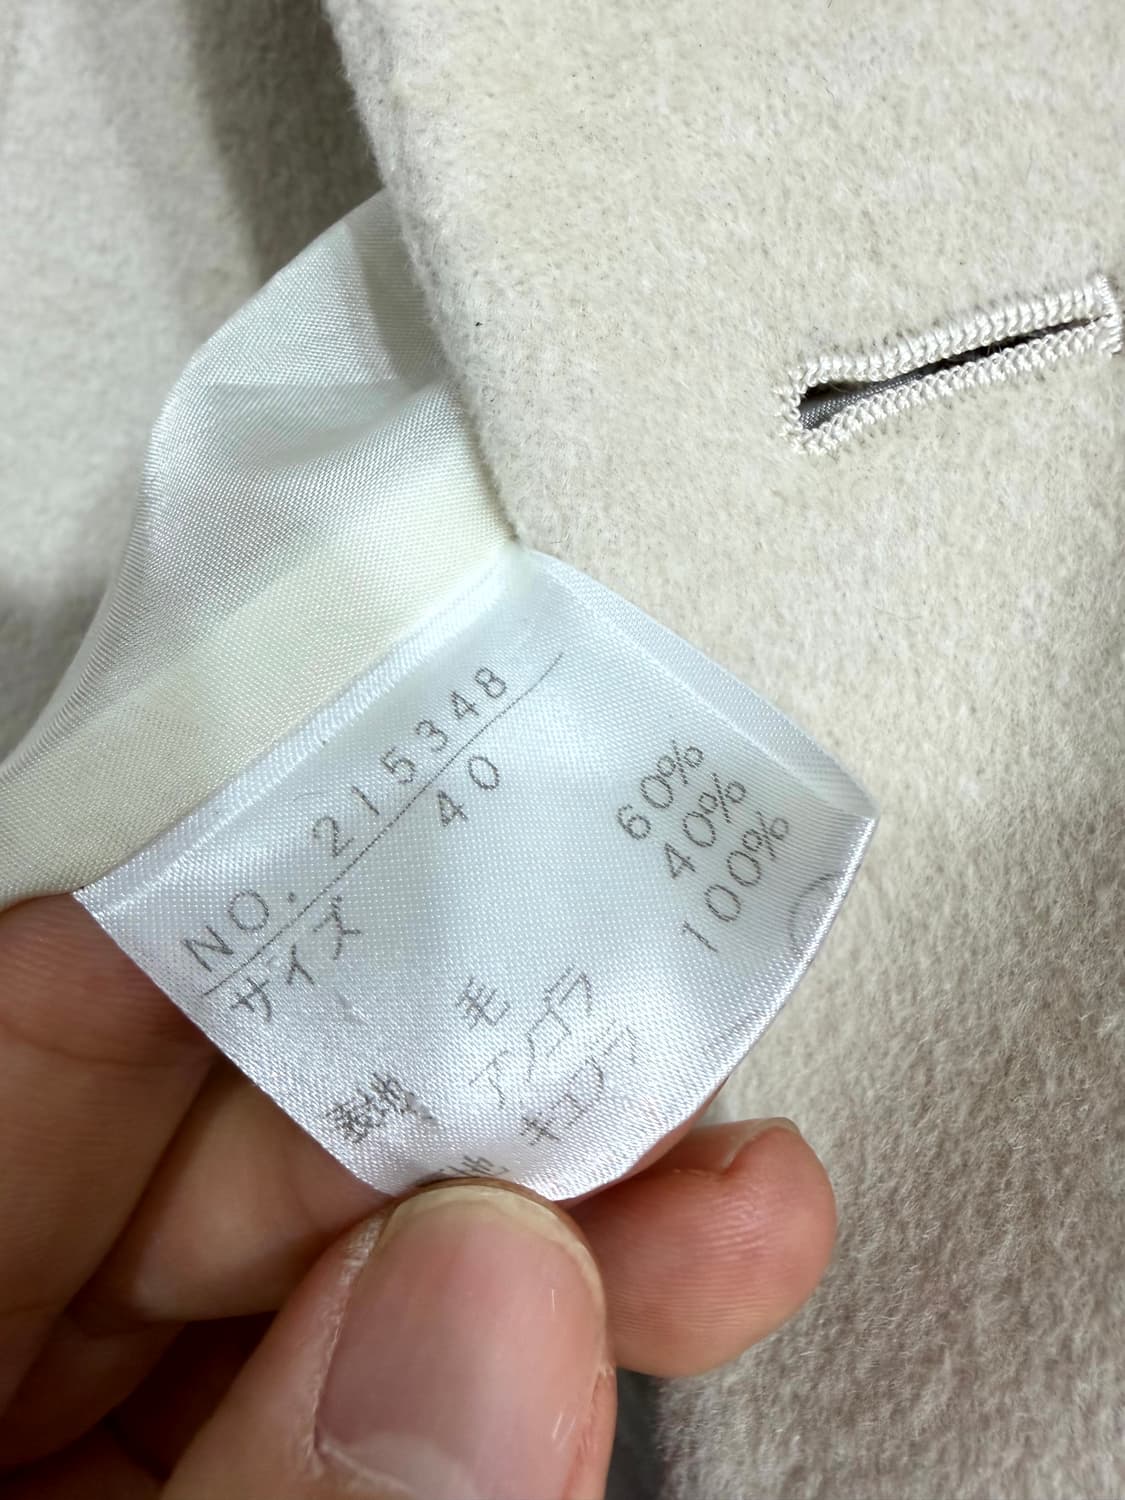 NO. 215348
サイズ 40
表地 毛 60%
アンゴラ 40%
キュプラ 100%